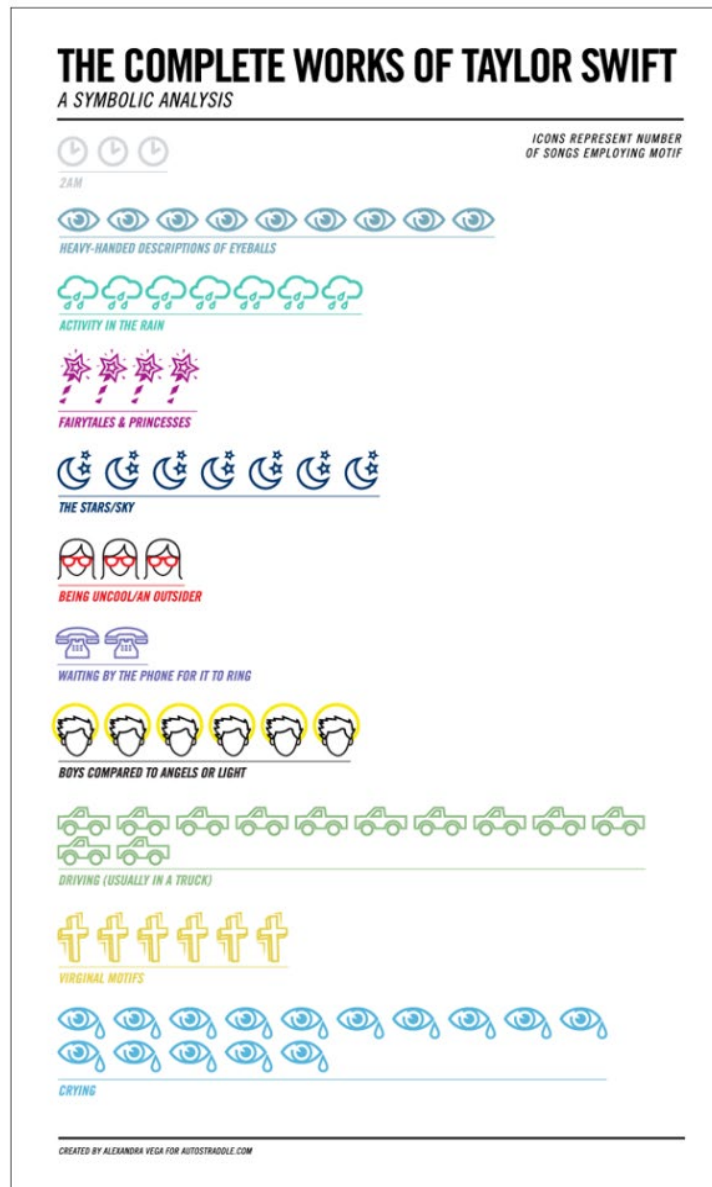 THE COMPLETE WORKS OF TAYLOR SWIFT
A SYMBOLIC ANALYSIS
ICONS REPRESENT NUMBER
OF SONGS EMPLOYING MOTIF
2AM
HEAVY-HANDED DESCRIPTIONS OF EYEBALLS
ACTIVITY IN THE RAIN
FAIRYTALES & PRINCESSES
THE STARS/SKY
BEING UNCOOL/AN OUTSIDER
WAITING BY THE PHONE FOR IT TO RING
BOYS COMPARED TO ANGELS OR LIGHT
DRIVING (USUALLY IN A TRUCK)
VIRGINAL MOTIFS
CRYING
CREATED BY ALEXANDRA VEGA FOR AUTOSTRADDLE.COM